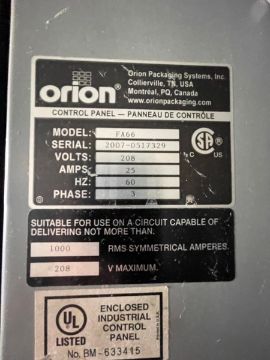 orion®
Orion Packaging Systems, Inc.
Collierville, TN, USA
Montréal, PQ, Canada
www.orionpackaging.com
CONTROL PANEL — PANNEAU DE CONTRÔLE
MODEL: FA66
SERIAL: 2007-0517329
VOLTS: 208
AMPS: 25
HZ: 60
PHASE: 3
SA®
C US
SUITABLE FOR USE ON A CIRCUIT CAPABLE OF
DELIVERING NOT MORE THAN.
1000 RMS SYMMETRICAL AMPERES.
208 V MAXIMUM.
UL®
LISTED
ENCLOSED
INDUSTRIAL
CONTROL
PANEL
No. BM-633415